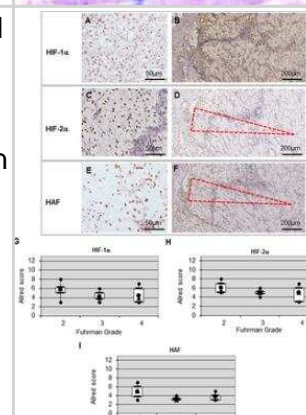 A
B
HIF-1α
50μm
200μm
C
D
HIF-2α
50μm
200μm
E
F
HAF
50μm
200μm
G
HIF-1α
H
HIF-2α
Allred score
12
10
8
6
4
2
0
2
3
4
Fuhrman Grade
Allred score
12
10
8
6
4
2
0
2
3
4
Fuhrman Grade
I
HAF
Allred score
12
10
8
6
4
2